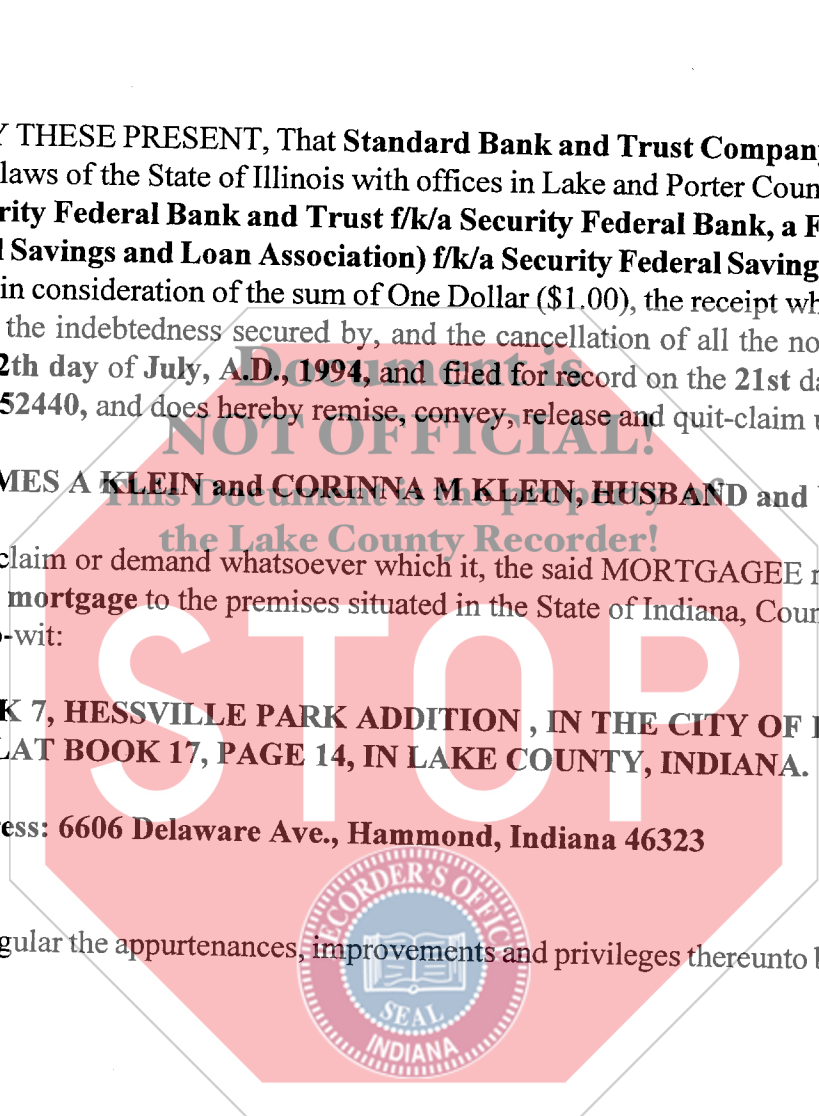 Y THESE PRESENT, That Standard Bank and Trust Company
laws of the State of Illinois with offices in Lake and Porter Coun
rity Federal Bank and Trust f/k/a Security Federal Bank, a F
l Savings and Loan Association) f/k/a Security Federal Saving
in consideration of the sum of One Dollar ($1.00), the receipt wh
the indebtedness secured by, and the cancellation of all the no
2th day of July, A.D., 1994, and filed for record on the 21st da
52440, and does hereby remise, convey, release and quit-claim u
Document is
NOT OFFICIAL!
MES A KLEIN and CORINNA M KLEIN, HUSBAND and
This Document is the property of
the Lake County Recorder!
claim or demand whatsoever which it, the said MORTGAGEE
mortgage to the premises situated in the State of Indiana, Coun
o-wit:
STOP
K 7, HESSVILLE PARK ADDITION , IN THE CITY OF
LAT BOOK 17, PAGE 14, IN LAKE COUNTY, INDIANA.
ress: 6606 Delaware Ave., Hammond, Indiana 46323
RECORDER'S OFFICE
gular the appurtenances, improvements and privileges thereunto b
SEAL
INDIANA